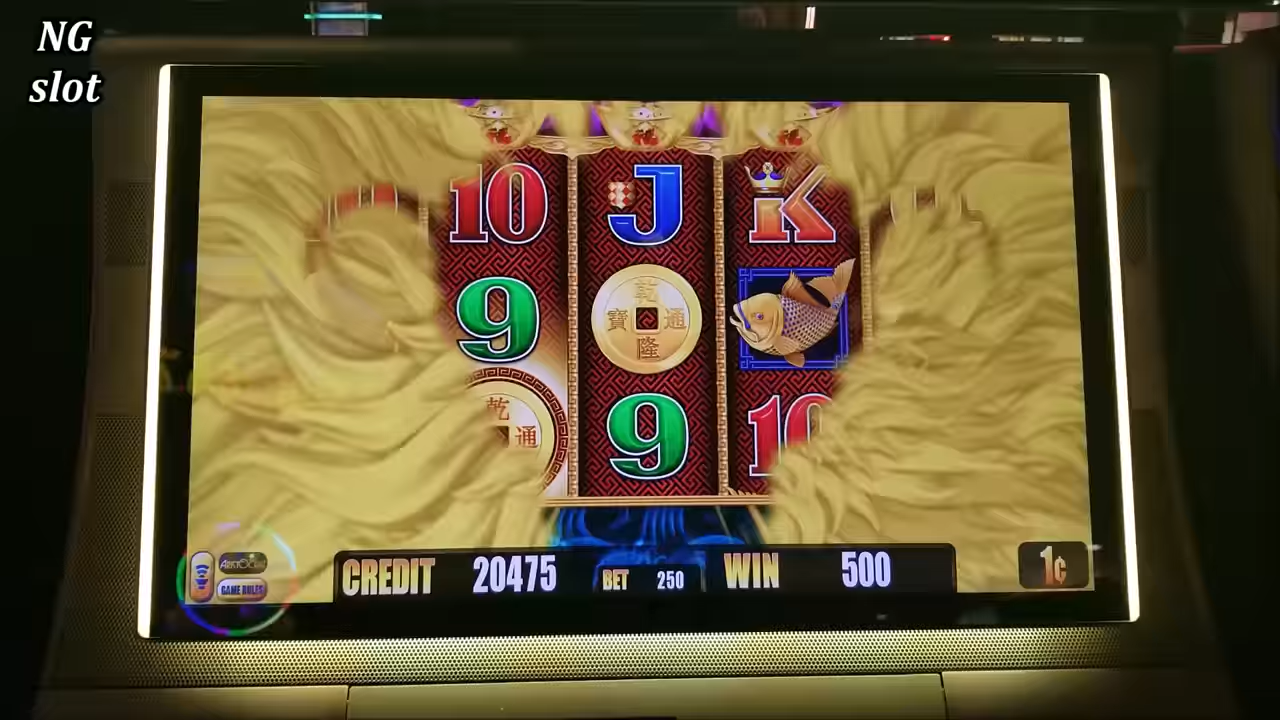 NG
slot
10 J K
9 乾 寶 通 隆
乾 通 9 10
ARISTOCRAT
GAME RULES
CREDIT 20475 BET 250 WIN 500 1¢